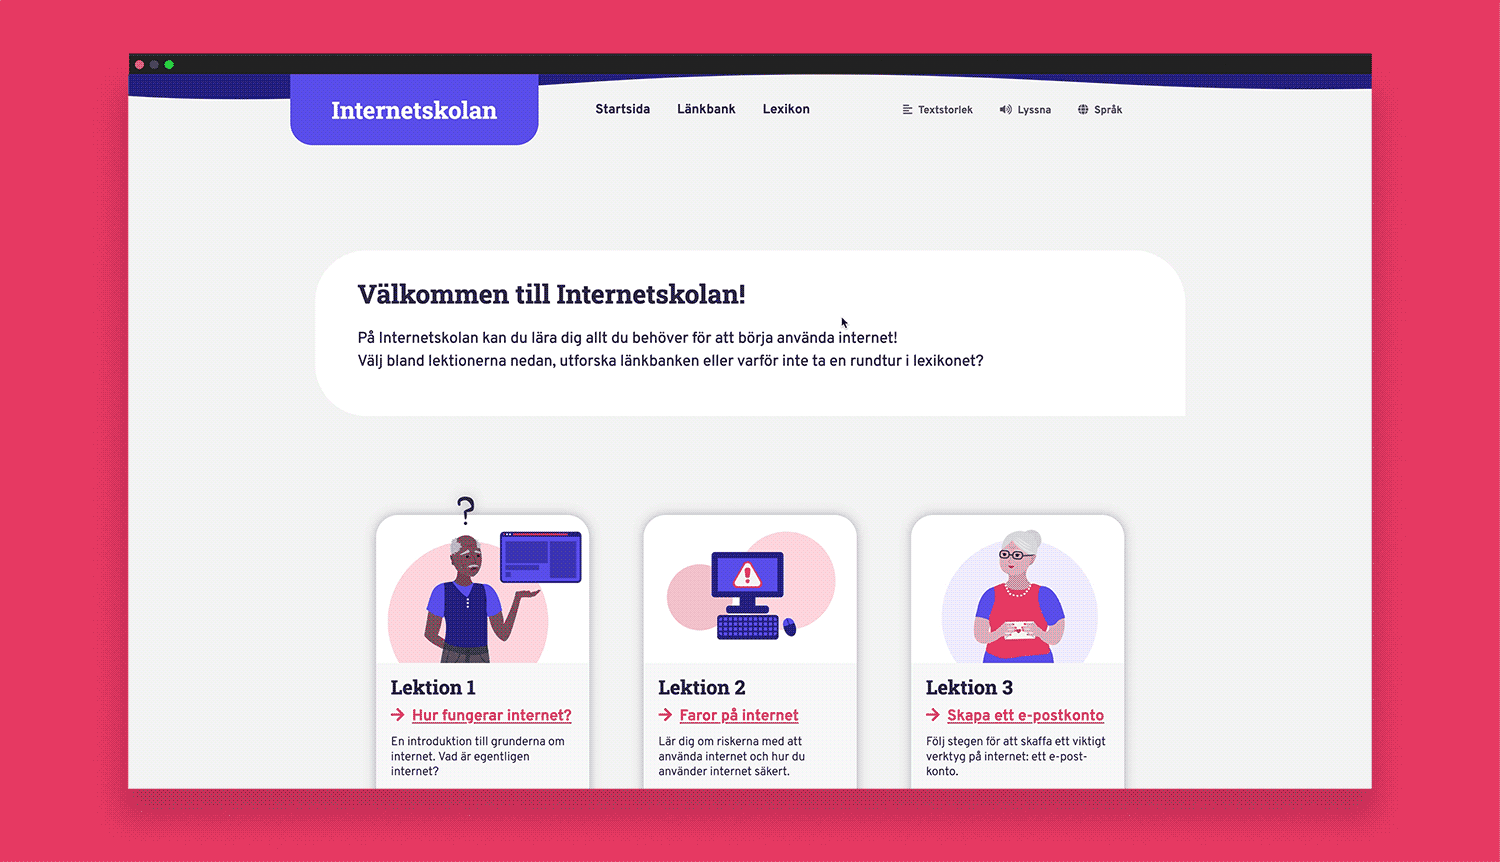 Internetskolan
Startsida
Länkbank
Lexikon
Textstorlek
Lyssna
Språk
Välkommen till Internetskolan!
På Internetskolan kan du lära dig allt du behöver för att börja använda internet!
Välj bland lektionerna nedan, utforska länkbanken eller varför inte ta en rundtur i lexikonet?
?
Lektion 1
Hur fungerar internet?
En introduktion till grunderna om
internet. Vad är egentligen
internet?
Lektion 2
Faror på internet
Lär dig om riskerna med att
använda internet och hur du
använder internet säkert.
Lektion 3
Skapa ett e-postkonto
Följ stegen för att skaffa ett viktigt
verktyg på internet: ett e-post-
konto.